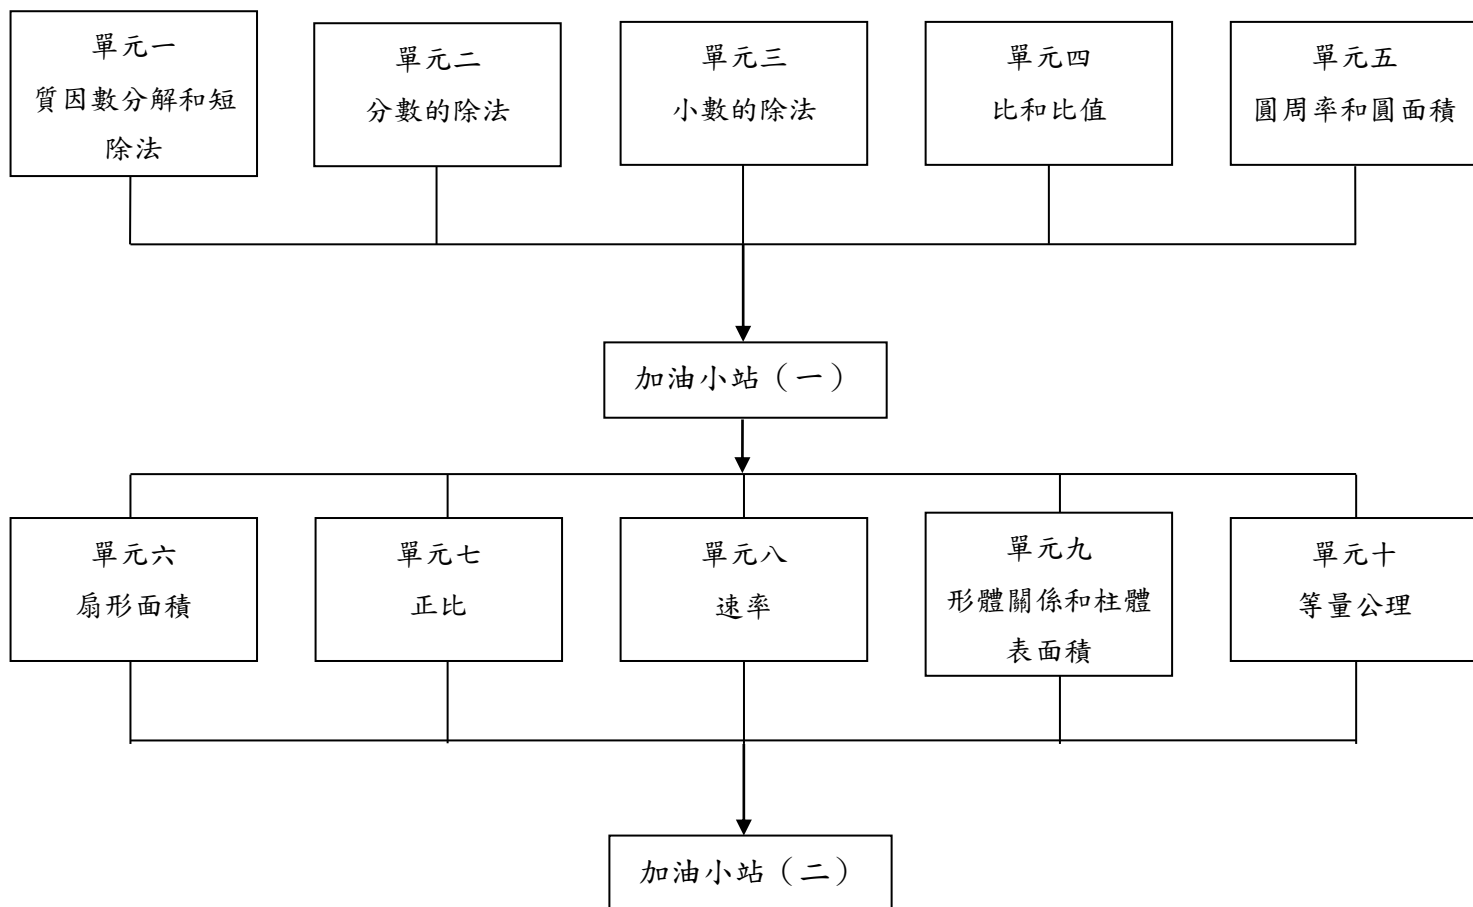 單元一
質因數分解和短
除法
單元二
分數的除法
單元三
小數的除法
單元四
比和比值
單元五
圓周率和圓面積
加油小站（一）
單元六
扇形面積
單元七
正比
單元八
速率
單元九
形體關係和柱體
表面積
單元十
等量公理
加油小站（二）